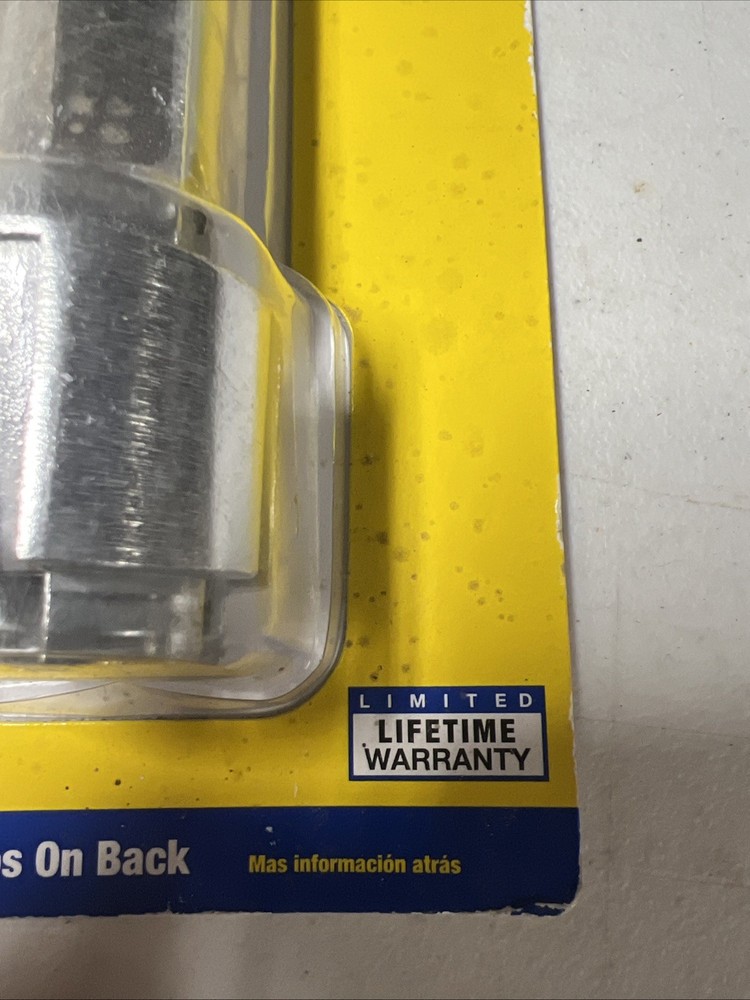 LIMITED
LIFETIME
WARRANTY
On Back
Mas información atrás